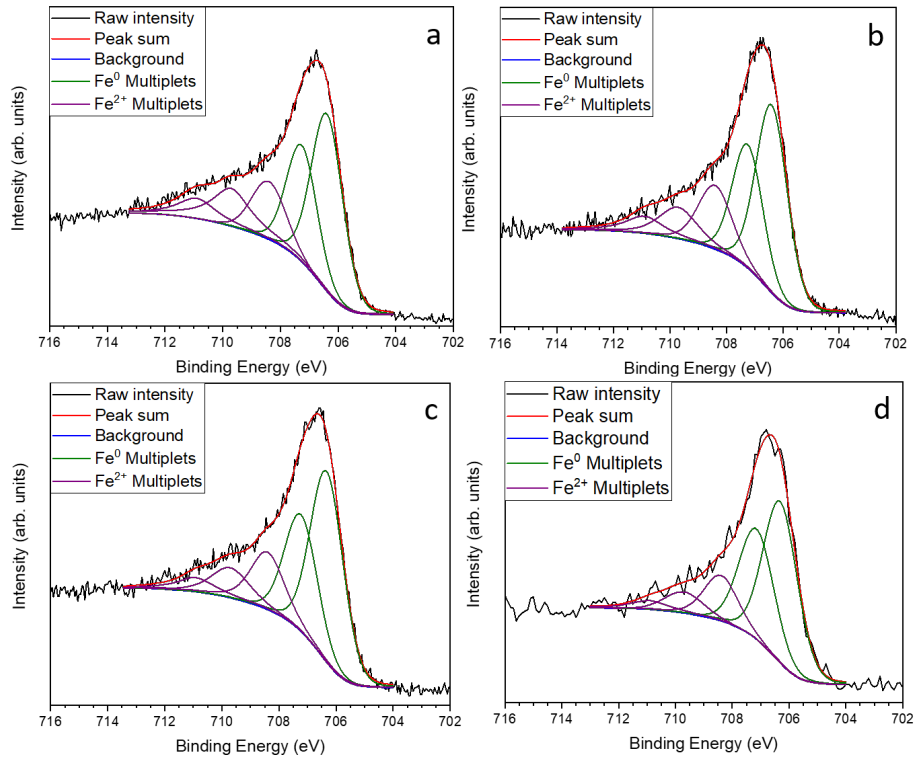 a
Raw intensity
Peak sum
Background
Fe⁰ Multiplets
Fe²⁺ Multiplets
Intensity (arb. units)
716 714 712 710 708 706 704 702
Binding Energy (eV)
b
Raw intensity
Peak sum
Background
Fe⁰ Multiplets
Fe²⁺ Multiplets
Intensity (arb. units)
716 714 712 710 708 706 704 702
Binding Energy (eV)
c
Raw intensity
Peak sum
Background
Fe⁰ Multiplets
Fe²⁺ Multiplets
Intensity (arb. units)
716 714 712 710 708 706 704 702
Binding Energy (eV)
d
Raw intensity
Peak sum
Background
Fe⁰ Multiplets
Fe²⁺ Multiplets
Intensity (arb. units)
716 714 712 710 708 706 704 702
Binding Energy (eV)